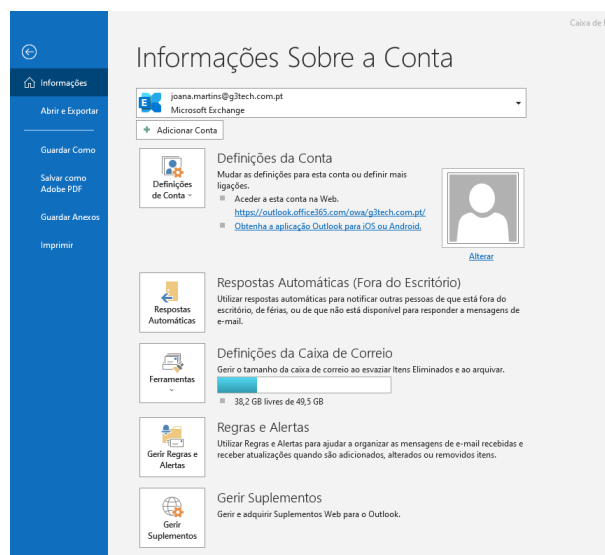 Caixa de
Informações Sobre a Conta
Informações
Abrir e Exportar
Guardar Como
Salvar como
Adobe PDF
Guardar Anexos
Imprimir
joana.martins@g3tech.com.pt
Microsoft Exchange
Adicionar Conta
Definições
de Conta
Definições da Conta
Mudar as definições para esta conta ou definir mais
ligações.
Aceder a esta conta na Web.
https://outlook.office365.com/owa/g3tech.com.pt/
Obtenha a aplicação Outlook para iOS ou Android.
Alterar
Respostas
Automáticas
Respostas Automáticas (Fora do Escritório)
Utilizar respostas automáticas para notificar outras pessoas de que está fora do
escritório, de férias, ou de que não está disponível para responder a mensagens de
e-mail.
Ferramentas
Definições da Caixa de Correio
Gerir o tamanho da caixa de correio ao esvaziar Itens Eliminados e ao arquivar.
38,2 GB livres de 49,5 GB
Gerir Regras e
Alertas
Regras e Alertas
Utilizar Regras e Alertas para ajudar a organizar as mensagens de e-mail recebidas e
receber atualizações quando são adicionados, alterados ou removidos itens.
Gerir
Suplementos
Gerir Suplementos
Gerir e adquirir Suplementos Web para o Outlook.